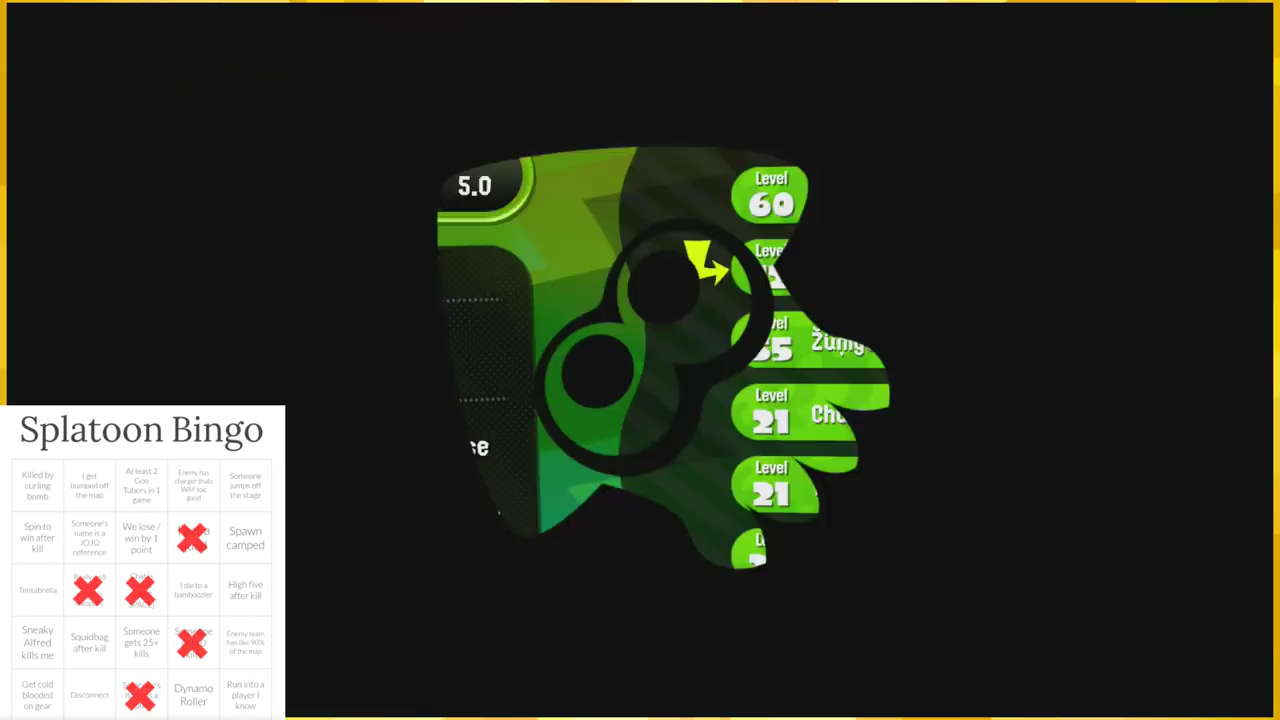 5.0
Level
60
Level
55
Level
21
Level
21
Splatoon Bingo
Killed by
curling
bomb
I get
bumped off
the map
At least 2
Goo
Tubers in 1
game
Enemy has
charger thats
WAY too
good
Someone
jumps off
the stage
Spin to
win after
kill
Someone's
name is a
JOJO
reference
We lose /
win by 1
point
Spawn
camped
Tentabrella
I die to a
bamboozler
High five
after kill
Sneaky
Alfred
kills me
Squidbag
after kill
Someone
gets 25+
kills
Enemy team
has like 90%
of the map
Get cold
blooded
on gear
Disconnect
Dynamo
Roller
Run into a
player I
know